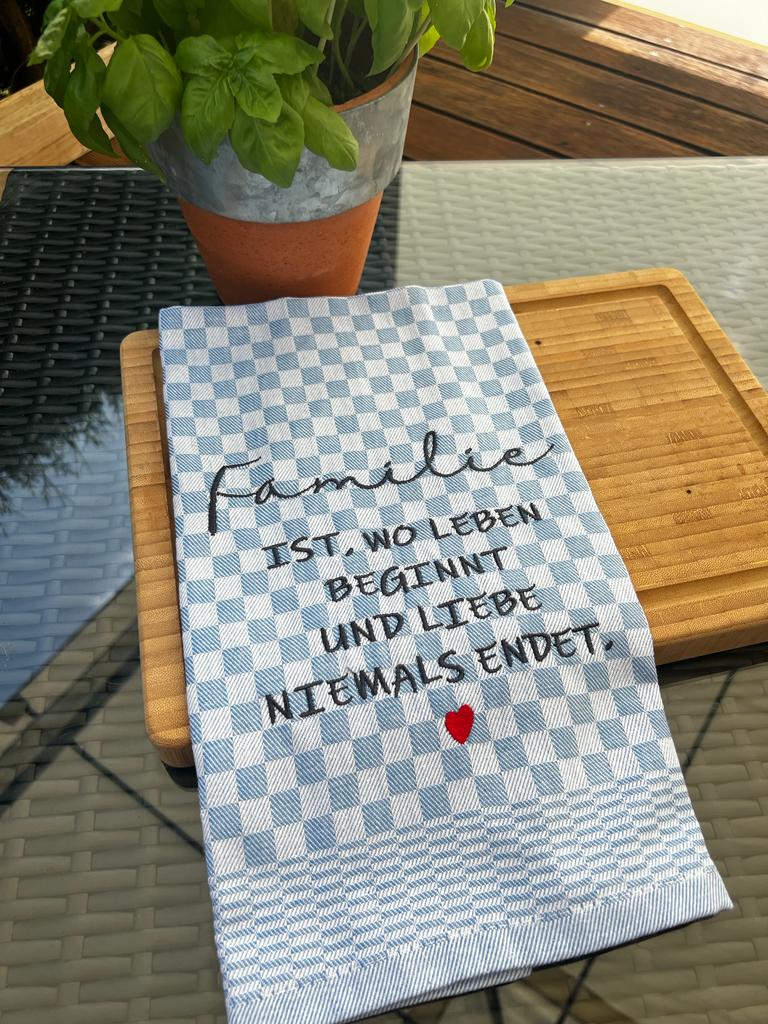 Familie
IST, WO LEBEN
BEGINNT
UND LIEBE
NIEMALS ENDET.